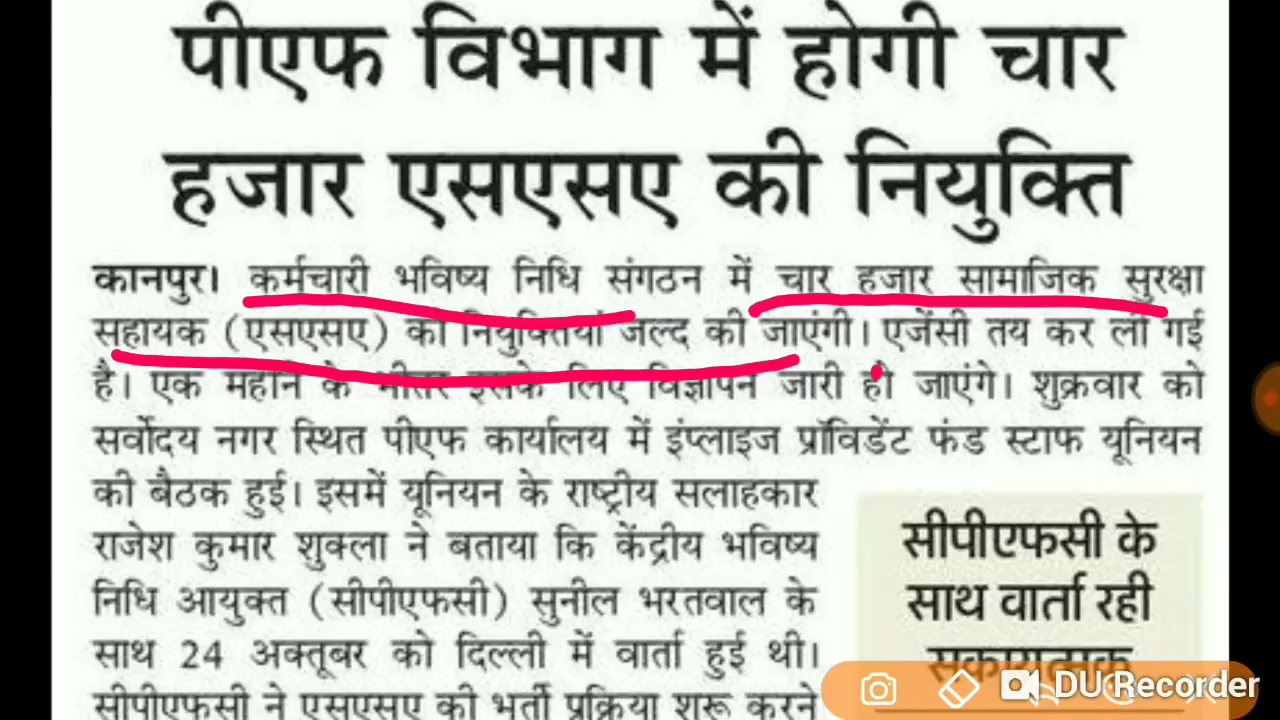 पीएफ विभाग में होगी चार
हजार एसएसए की नियुक्ति
कानपुर। कर्मचारी भविष्य निधि संगठन में चार हजार सामाजिक सुरक्षा
सहायक (एसएसए) की नियुक्तियां जल्द की जाएंगी। एजेंसी तय कर ली गई
है। एक महीने के भीतर इसके लिए विज्ञापन जारी हो जाएंगे। शुक्रवार को
सर्वोदय नगर स्थित पीएफ कार्यालय में इंप्लाइज प्रॉविडेंट फंड स्टाफ यूनियन
की बैठक हुई। इसमें यूनियन के राष्ट्रीय सलाहकार
राजेश कुमार शुक्ला ने बताया कि केंद्रीय भविष्य
निधि आयुक्त (सीपीएफसी) सुनील भरतवाल के
साथ 24 अक्तूबर को दिल्ली में वार्ता हुई थी।
सीपीएफसी ने एसएसए की भर्ती प्रक्रिया शुरू करने
सीपीएफसी के
साथ वार्ता रही
सकारात्मक
DU Recorder